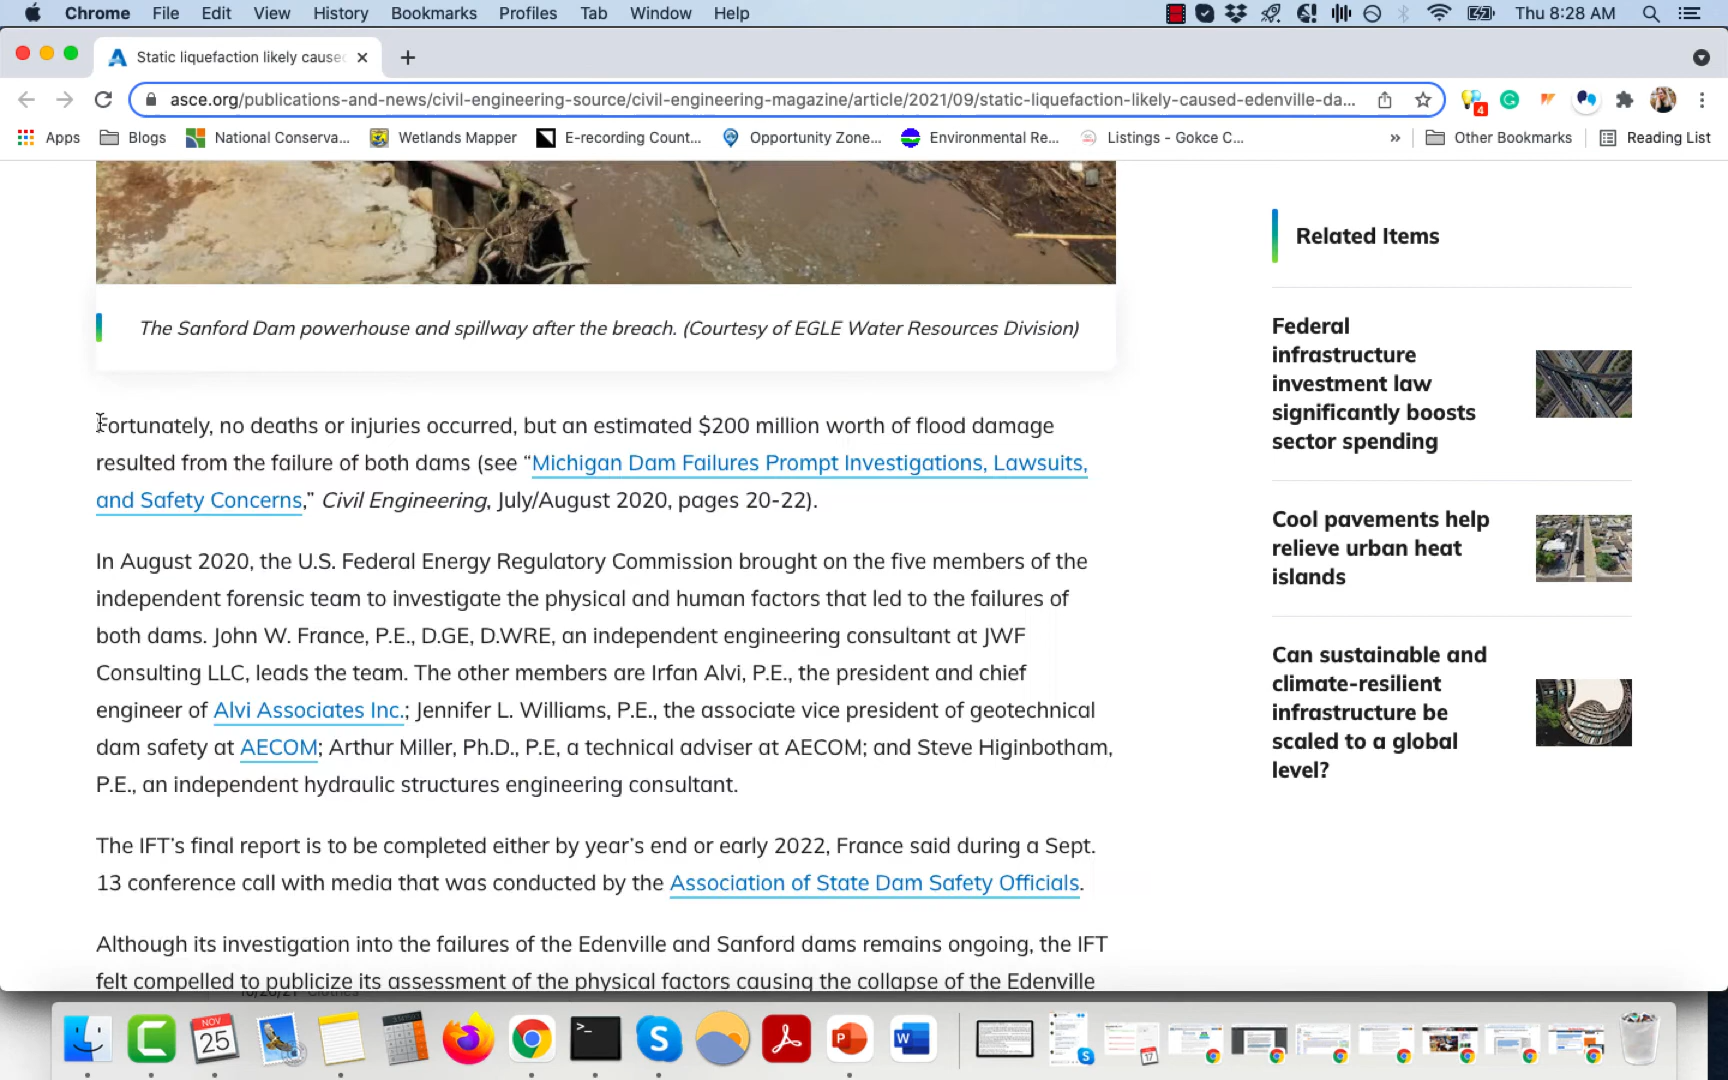 Chrome File Edit View History Bookmarks Profiles Tab Window Help Thu 8:28 AM
Static liquefaction likely cause
asce.org/publications-and-news/civil-engineering-source/civil-engineering-magazine/article/2021/09/static-liquefaction-likely-caused-edenville-da...
4
Apps Blogs National Conserva... Wetlands Mapper E-recording Count... Opportunity Zone... Environmental Re... Listings - Gokce C... » Other Bookmarks Reading List
The Sanford Dam powerhouse and spillway after the breach. (Courtesy of EGLE Water Resources Division)
Fortunately, no deaths or injuries occurred, but an estimated $200 million worth of flood damage
resulted from the failure of both dams (see “Michigan Dam Failures Prompt Investigations, Lawsuits,
and Safety Concerns,” Civil Engineering, July/August 2020, pages 20-22).
In August 2020, the U.S. Federal Energy Regulatory Commission brought on the five members of the
independent forensic team to investigate the physical and human factors that led to the failures of
both dams. John W. France, P.E., D.GE, D.WRE, an independent engineering consultant at JWF
Consulting LLC, leads the team. The other members are Irfan Alvi, P.E., the president and chief
engineer of Alvi Associates Inc.; Jennifer L. Williams, P.E., the associate vice president of geotechnical
dam safety at AECOM; Arthur Miller, Ph.D., P.E, a technical adviser at AECOM; and Steve Higinbotham,
P.E., an independent hydraulic structures engineering consultant.
The IFT’s final report is to be completed either by year’s end or early 2022, France said during a Sept.
13 conference call with media that was conducted by the Association of State Dam Safety Officials.
Although its investigation into the failures of the Edenville and Sanford dams remains ongoing, the IFT
felt compelled to publicize its assessment of the physical factors causing the collapse of the Edenville
Related Items
Federal
infrastructure
investment law
significantly boosts
sector spending
Cool pavements help
relieve urban heat
islands
Can sustainable and
climate-resilient
infrastructure be
scaled to a global
level?
NOV
25
17